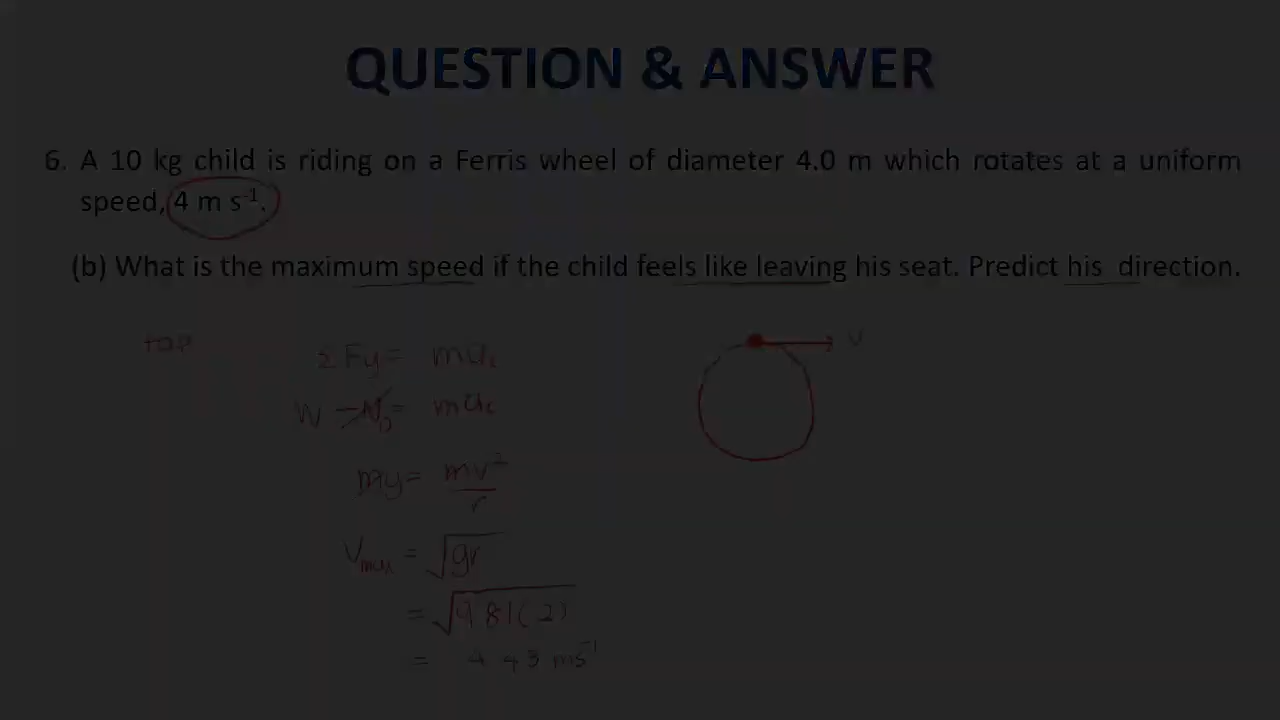 QUESTION & ANSWER
6. A 10 kg child is riding on a Ferris wheel of diameter 4.0 m which rotates at a uniform
speed, 4 m s⁻¹.
(b) What is the maximum speed if the child feels like leaving his seat. Predict his direction.
top
Σ Fy = mac
W - N = mac
mg = mv²/r
Vmax = √gr
= √9.81(2)
= 4.43 ms⁻¹
V